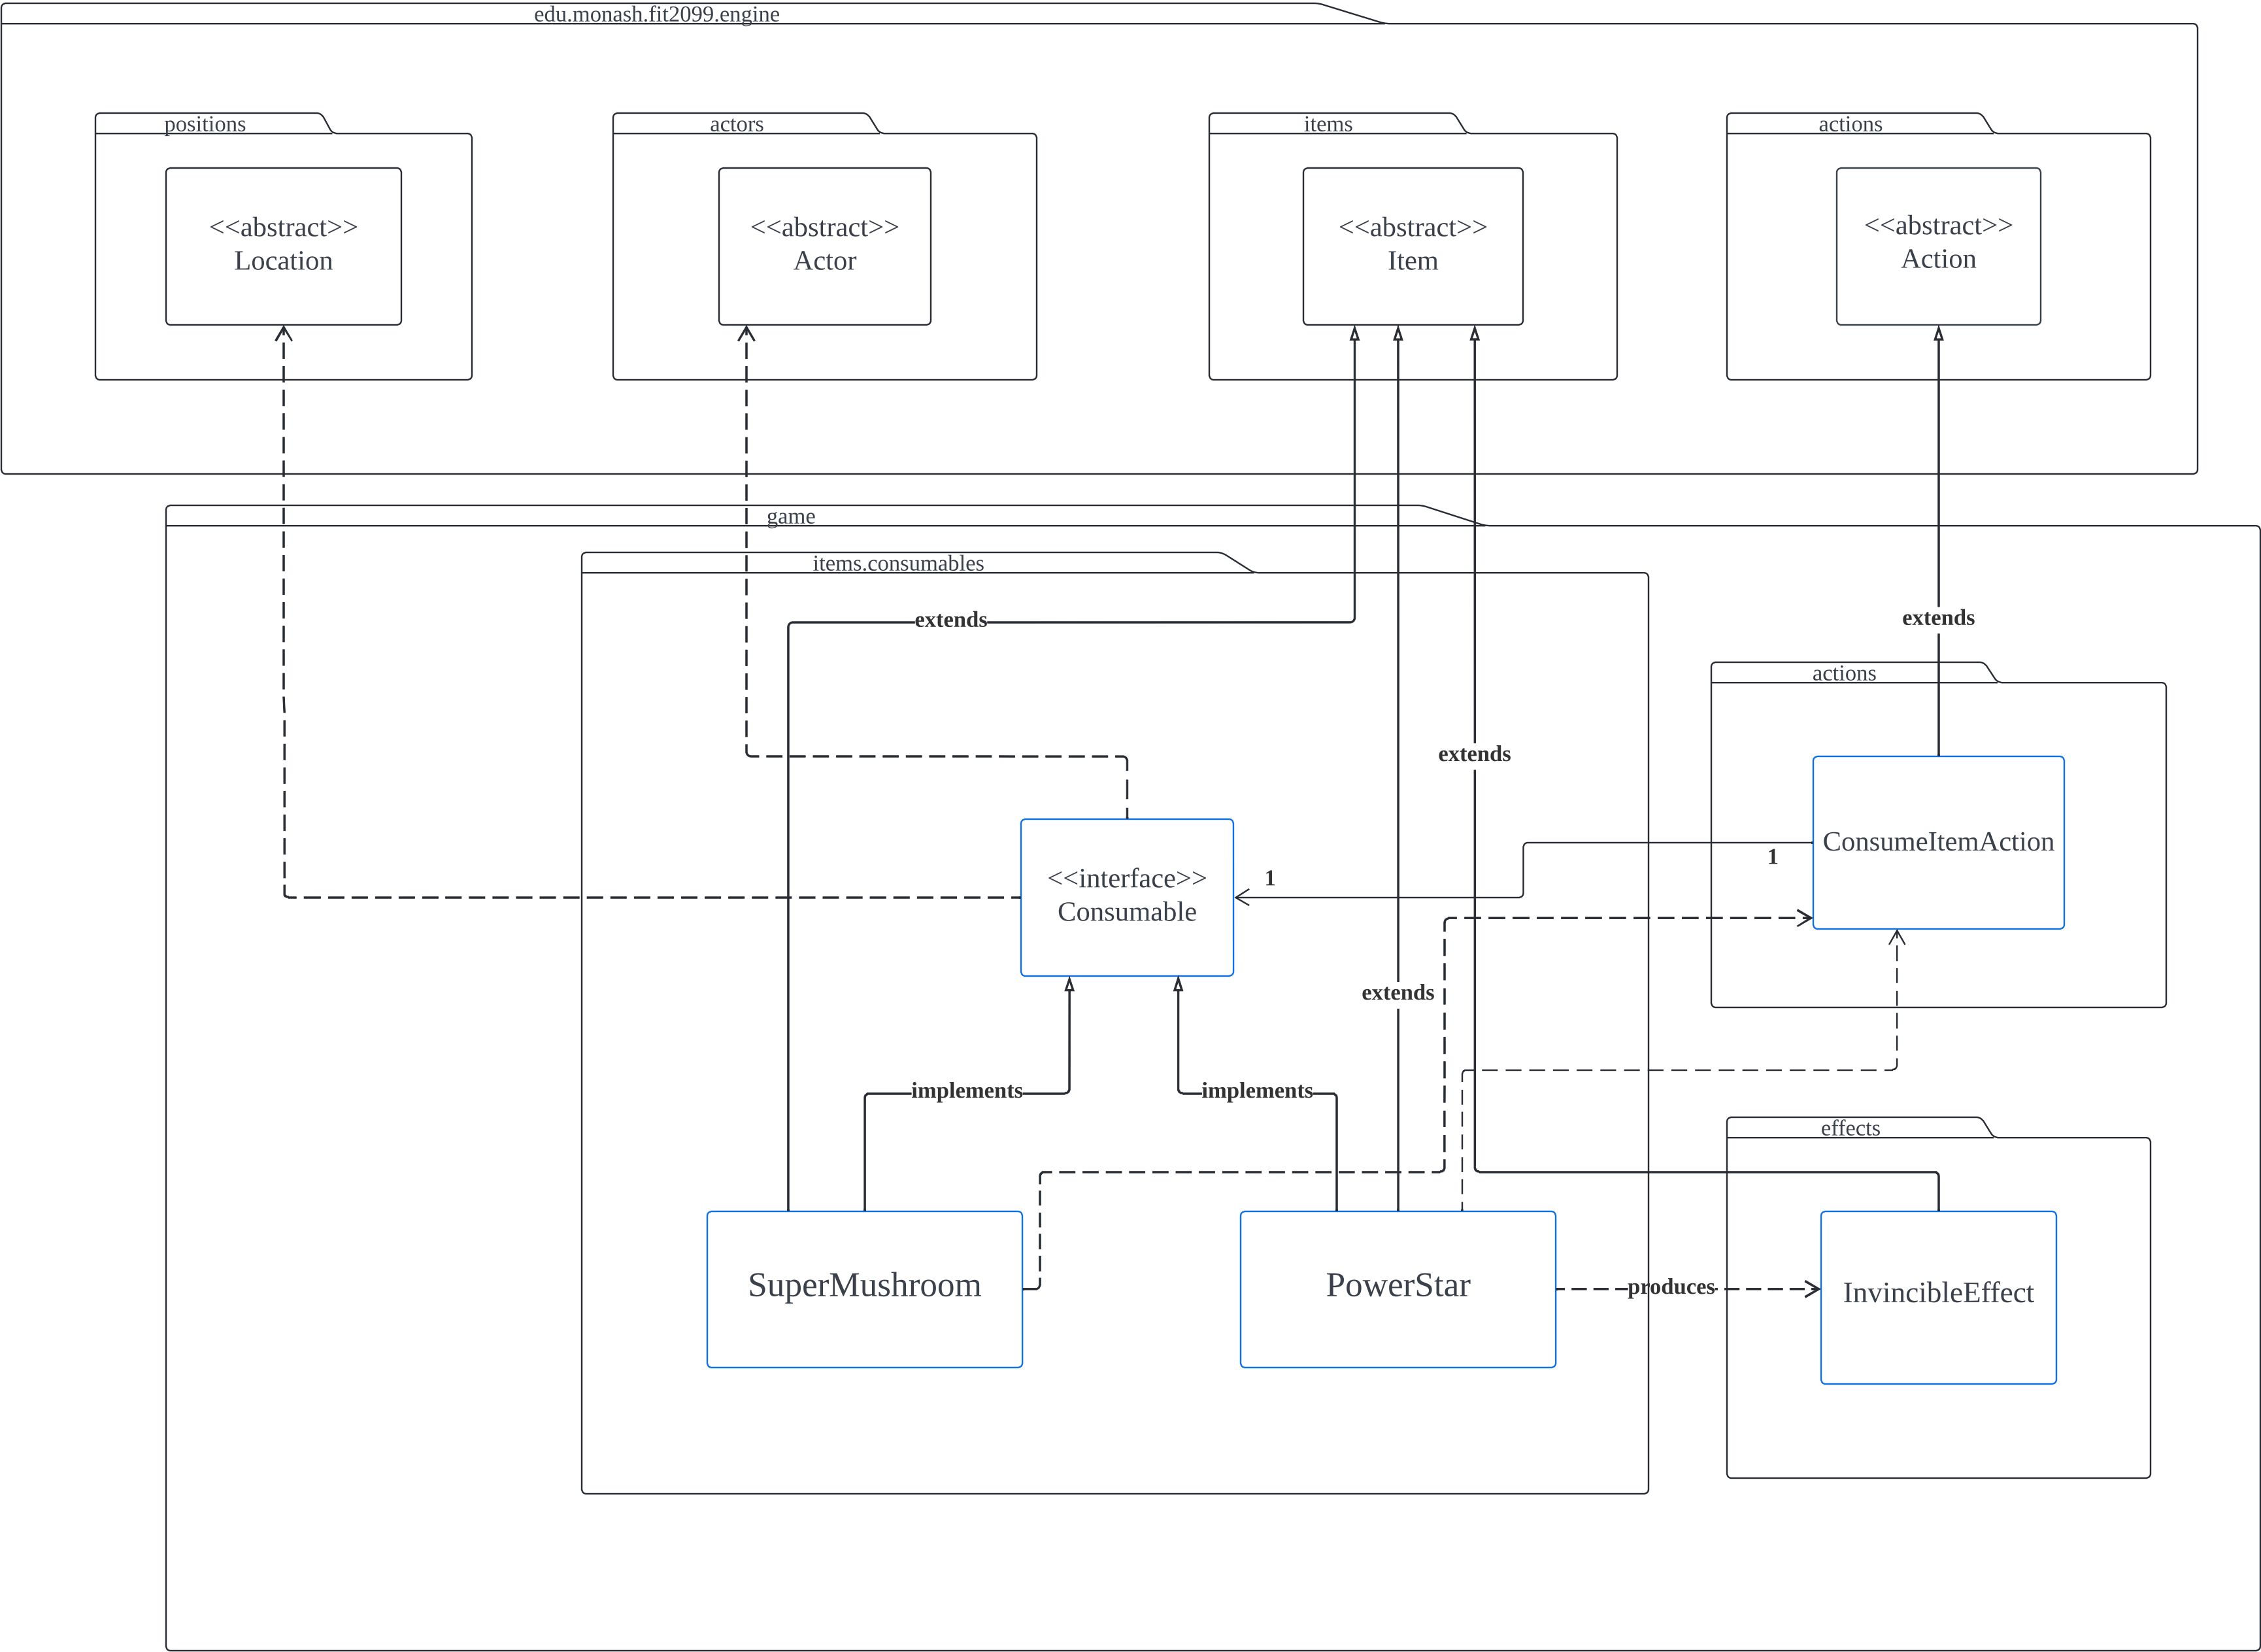 edu.monash.fit2099.engine
positions
actors
items
actions
<<abstract>>
Location
<<abstract>>
Actor
<<abstract>>
Item
<<abstract>>
Action
game
items.consumables
extends
extends
actions
extends
ConsumeItemAction
1
1
<<interface>>
Consumable
extends
implements
implements
effects
SuperMushroom
PowerStar
produces
InvincibleEffect